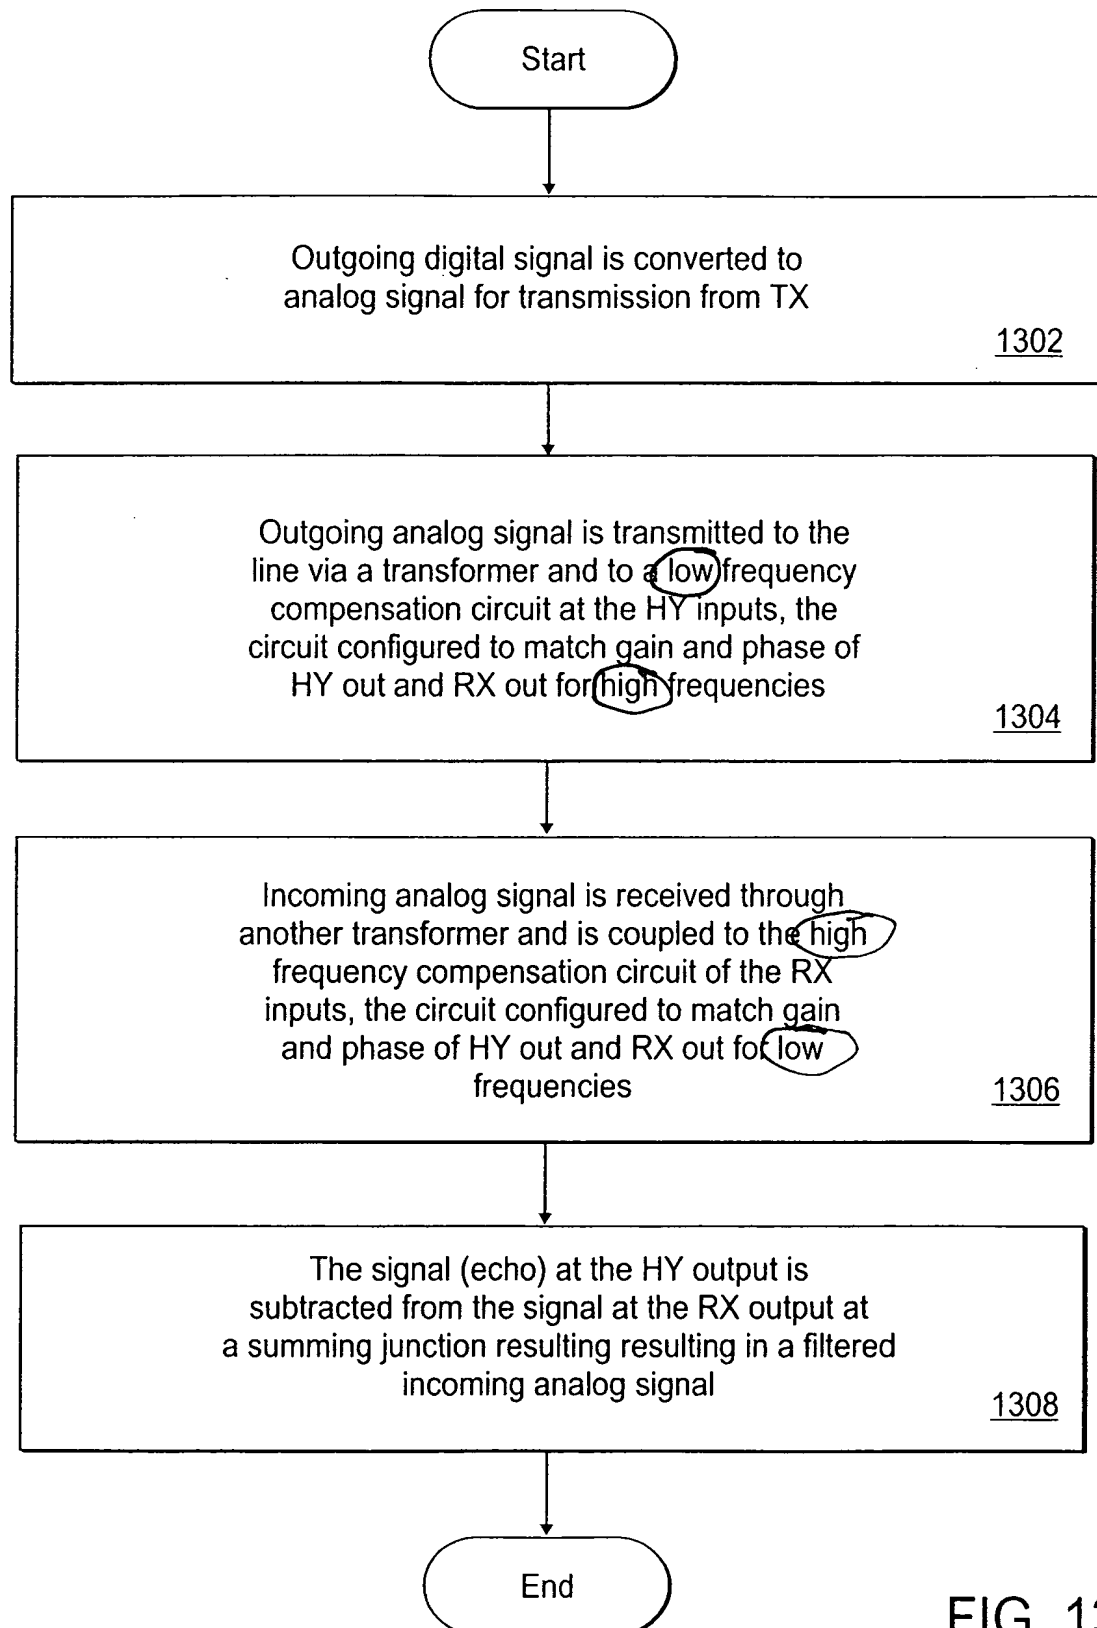 Start
Outgoing digital signal is converted to
analog signal for transmission from TX
1302
Outgoing analog signal is transmitted to the
line via a transformer and to a low frequency
compensation circuit at the HY inputs, the
circuit configured to match gain and phase of
HY out and RX out for high frequencies
1304
Incoming analog signal is received through
another transformer and is coupled to the high
frequency compensation circuit of the RX
inputs, the circuit configured to match gain
and phase of HY out and RX out for low
frequencies
1306
The signal (echo) at the HY output is
subtracted from the signal at the RX output at
a summing junction resulting resulting in a filtered
incoming analog signal
1308
End
FIG. 13